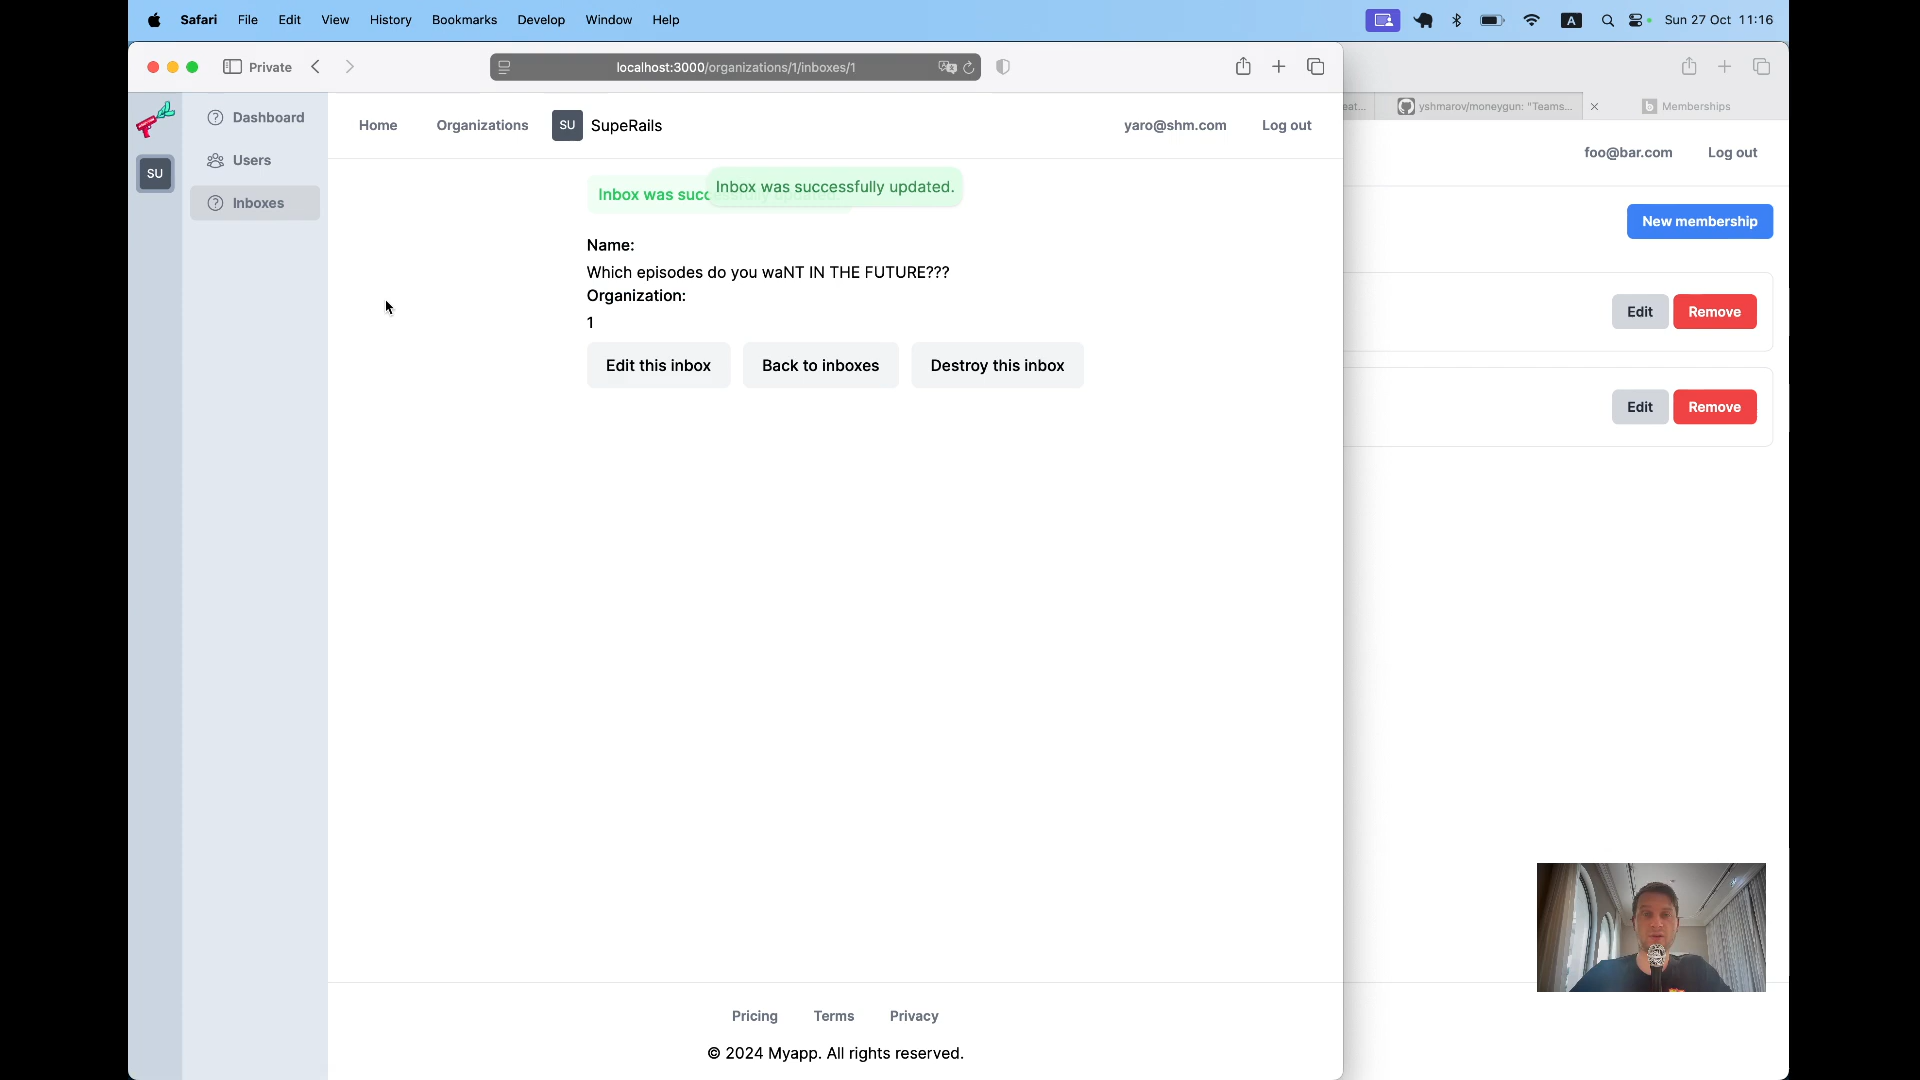 Safari File Edit View History Bookmarks Develop Window Help
A Sun 27 Oct 11:16
Private
localhost:3000/organizations/1/inboxes/1
eat...
yshmarov/moneygun: "Teams...
Memberships
SU
Dashboard
Users
Inboxes
Home Organizations SU SupeRails
yaro@shm.com Log out
foo@bar.com Log out
Inbox was succ
Inbox was successfully updated.
Name:
Which episodes do you waNT IN THE FUTURE???
Organization:
1
Edit this inbox Back to inboxes Destroy this inbox
New membership
Edit Remove
Edit Remove
Pricing Terms Privacy
© 2024 Myapp. All rights reserved.